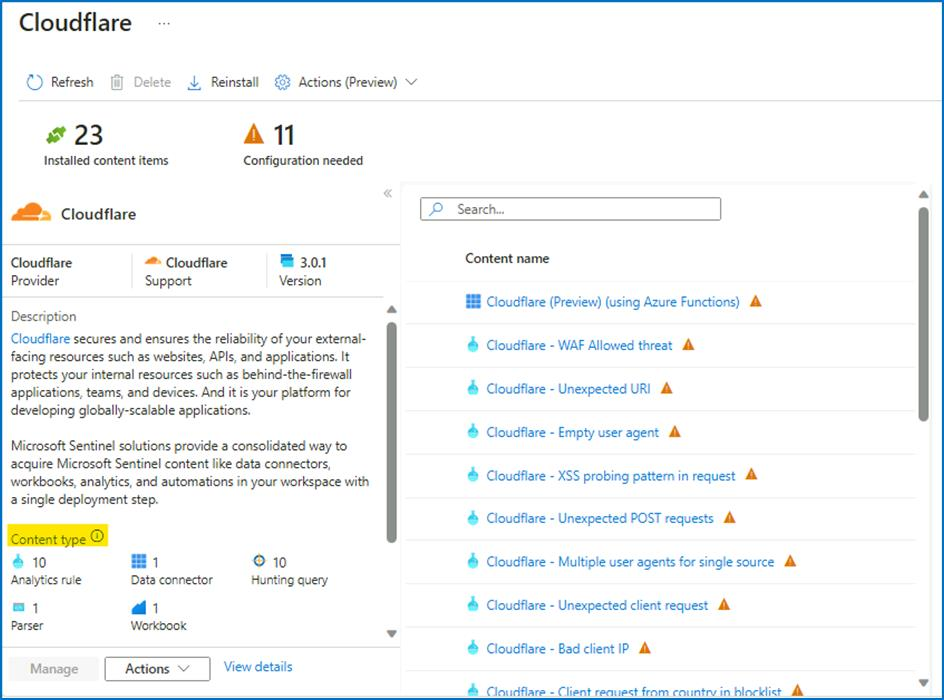 Cloudflare ...
Refresh Delete Reinstall Actions (Preview)
23 11
Installed content items Configuration needed
Cloudflare
Cloudflare Cloudflare 3.0.1
Provider Support Version
Description
Cloudflare secures and ensures the reliability of your external-
facing resources such as websites, APIs, and applications. It
protects your internal resources such as behind-the-firewall
applications, teams, and devices. And it is your platform for
developing globally-scalable applications.
Microsoft Sentinel solutions provide a consolidated way to
acquire Microsoft Sentinel content like data connectors,
workbooks, analytics, and automations in your workspace with
a single deployment step.
Content type
10 1 10
Analytics rule Data connector Hunting query
1 1
Parser Workbook
Manage Actions View details
Search...
Content name
Cloudflare (Preview) (using Azure Functions)
Cloudflare - WAF Allowed threat
Cloudflare - Unexpected URI
Cloudflare - Empty user agent
Cloudflare - XSS probing pattern in request
Cloudflare - Unexpected POST requests
Cloudflare - Multiple user agents for single source
Cloudflare - Unexpected client request
Cloudflare - Bad client IP
Cloudflare - Client request from country in blocklist